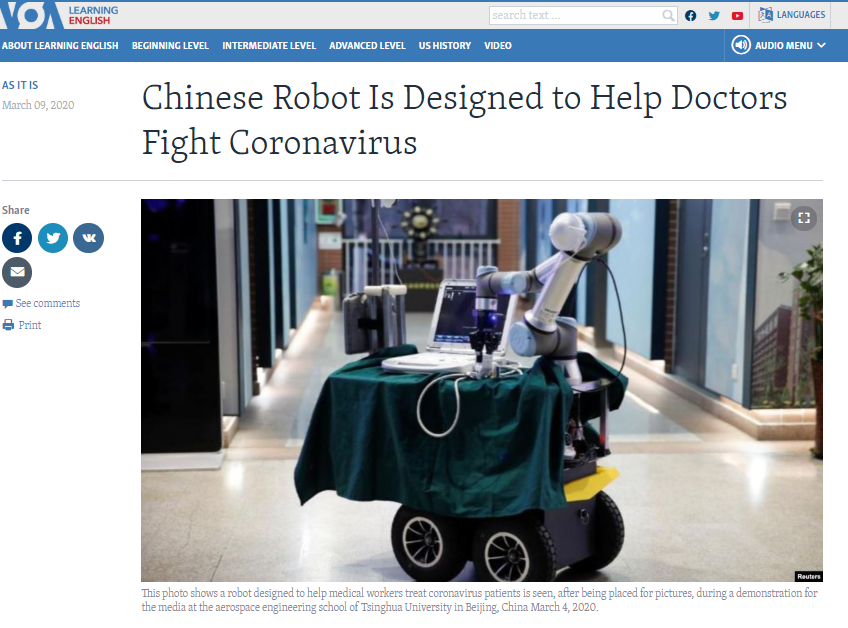 VOA LEARNING
ENGLISH
search text ...
LANGUAGES
ABOUT LEARNING ENGLISH BEGINNING LEVEL INTERMEDIATE LEVEL ADVANCED LEVEL US HISTORY VIDEO AUDIO MENU
AS IT IS
March 09, 2020
Chinese Robot Is Designed to Help Doctors
Fight Coronavirus
Share
See comments
Print
Reuters
This photo shows a robot designed to help medical workers treat coronavirus patients is seen, after being placed for pictures, during a demonstration for
the media at the aerospace engineering school of Tsinghua University in Beijing, China March 4, 2020.